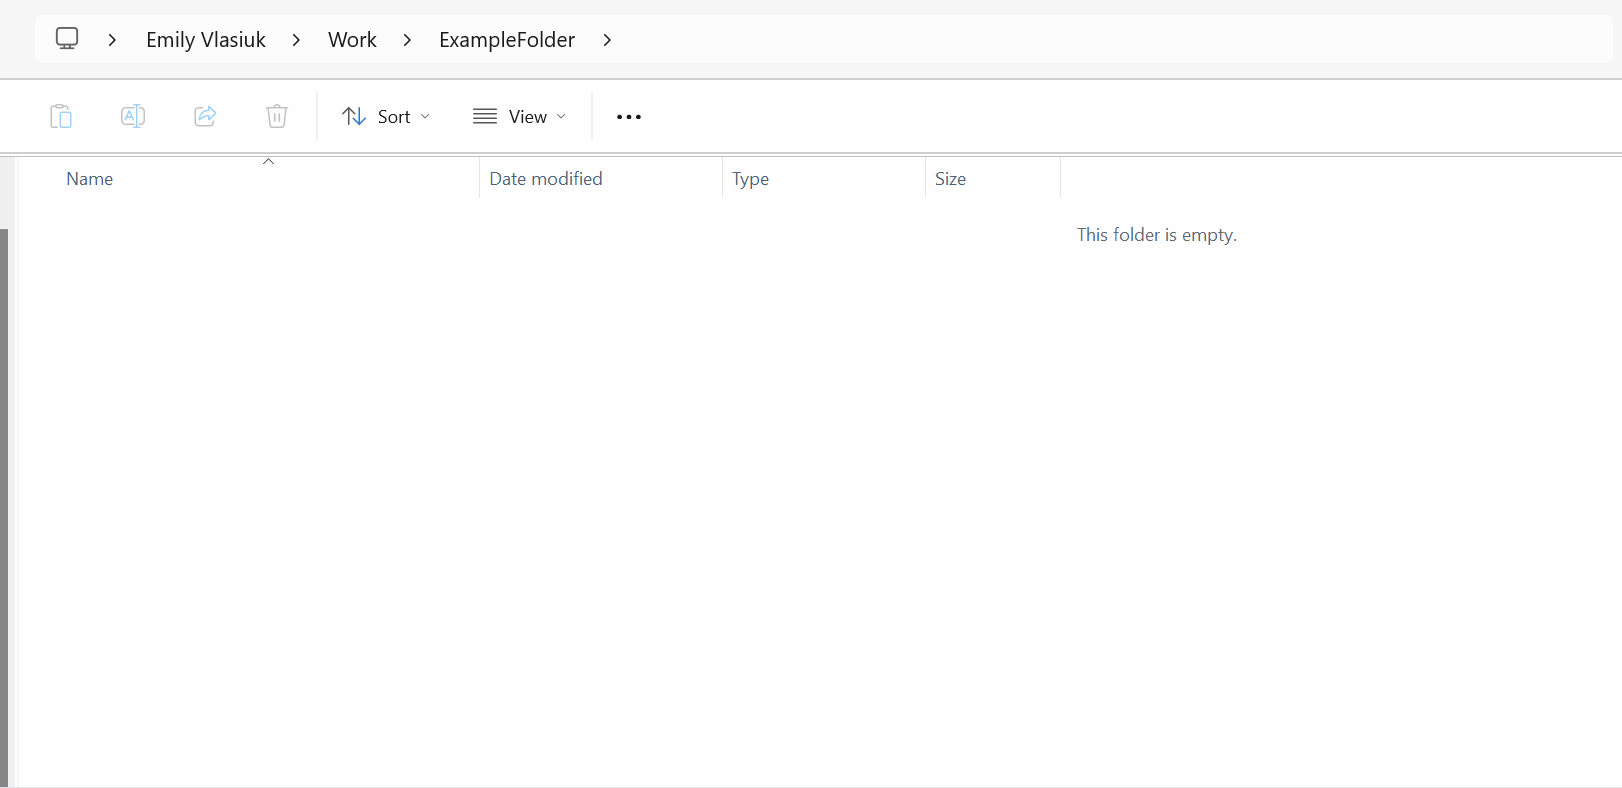 Emily Vlasiuk Work ExampleFolder
Sort View
Name Date modified Type Size
This folder is empty.